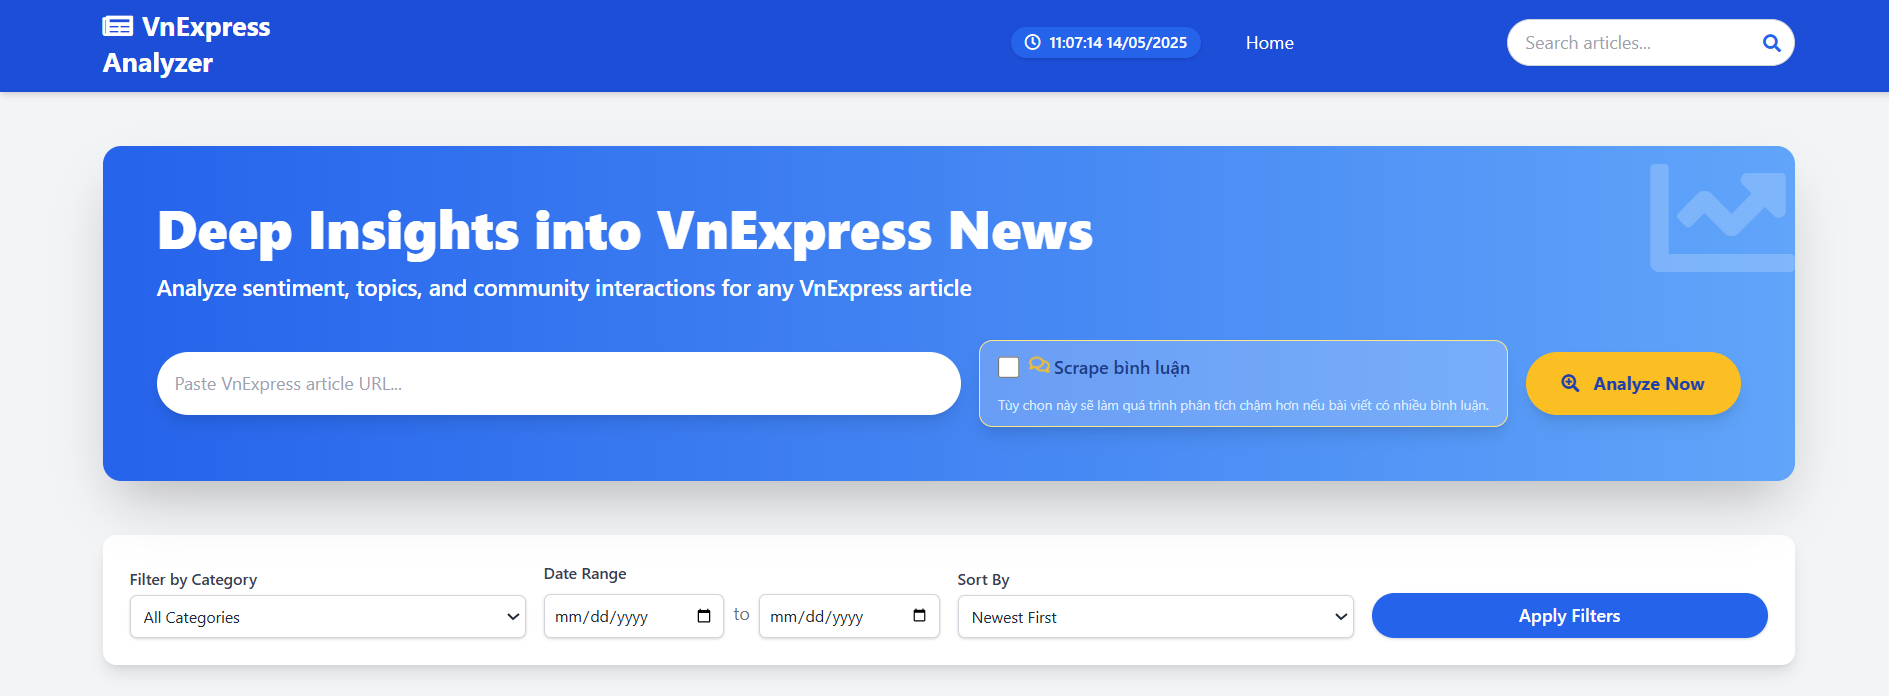 VnExpress
Analyzer
11:07:14 14/05/2025
Home
Search articles...
Deep Insights into VnExpress News
Analyze sentiment, topics, and community interactions for any VnExpress article
Paste VnExpress article URL...
Scrape bình luận
Tùy chọn này sẽ làm quá trình phân tích chậm hơn nếu bài viết có nhiều bình luận.
Analyze Now
Filter by Category
All Categories
Date Range
mm/dd/yyyy to mm/dd/yyyy
Sort By
Newest First
Apply Filters